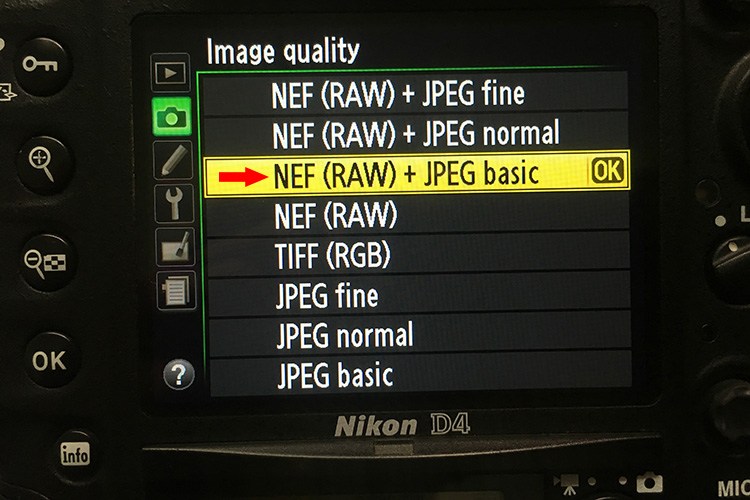 Image quality
NEF (RAW) + JPEG fine
NEF (RAW) + JPEG normal
NEF (RAW) + JPEG basic OK
NEF (RAW)
TIFF (RGB)
JPEG fine
JPEG normal
JPEG basic
?
OK
info
Nikon D4
L
MIC